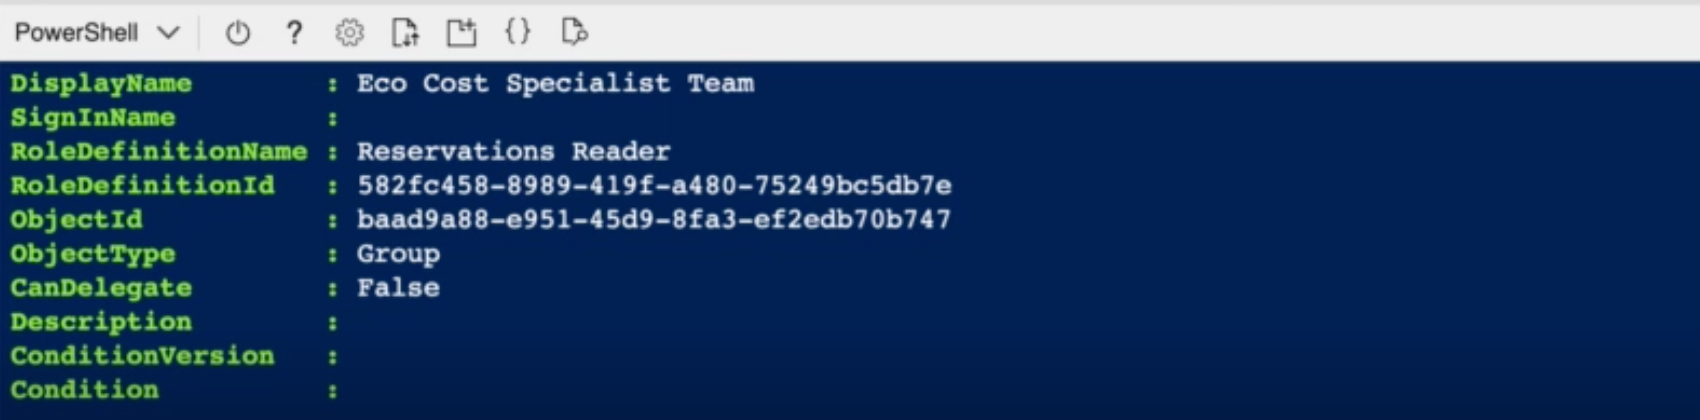 PowerShell
DisplayName : Eco Cost Specialist Team
SignInName :
RoleDefinitionName : Reservations Reader
RoleDefinitionId : 582fc458-8989-419f-a480-75249bc5db7e
ObjectId : baad9a88-e951-45d9-8fa3-ef2edb70b747
ObjectType : Group
CanDelegate : False
Description :
ConditionVersion :
Condition :